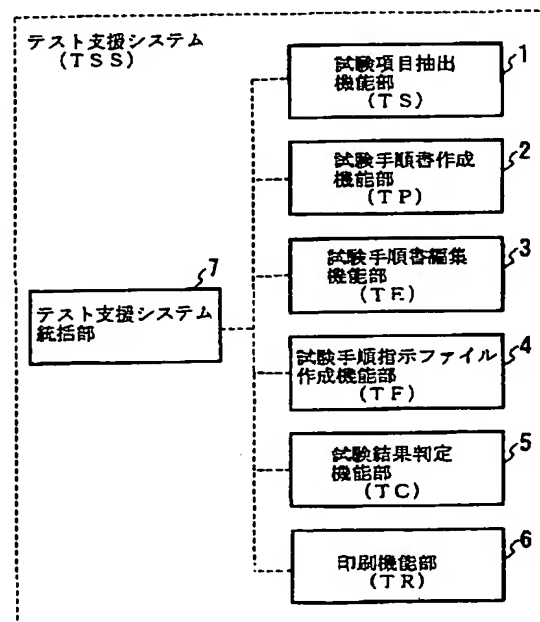 テスト支援システム
(TSS)
試験項目抽出
機能部
(TS)
1
試験手順書作成
機能部
(TP)
2
試験手順書編集
機能部
(TE)
3
7
テスト支援システム
統括部
試験手順指示ファイル
作成機能部
(TF)
4
試験結果判定
機能部
(TC)
5
印刷機能部
(TR)
6